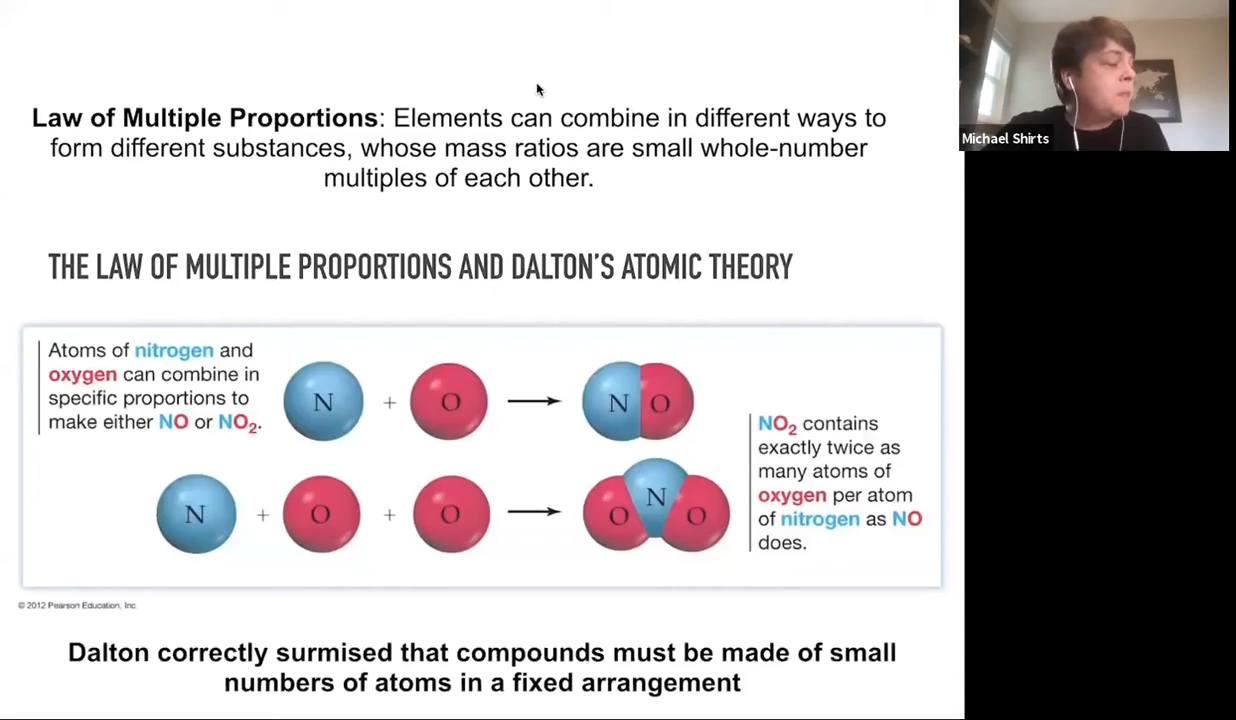 Law of Multiple Proportions: Elements can combine in different ways to
form different substances, whose mass ratios are small whole-number
multiples of each other.
Michael Shirts
THE LAW OF MULTIPLE PROPORTIONS AND DALTON'S ATOMIC THEORY
Atoms of nitrogen and
oxygen can combine in
specific proportions to
make either NO or NO₂.
N + O → N O
N + O + O → O N O
NO₂ contains
exactly twice as
many atoms of
oxygen per atom
of nitrogen as NO
does.
© 2012 Pearson Education, Inc.
Dalton correctly surmised that compounds must be made of small
numbers of atoms in a fixed arrangement